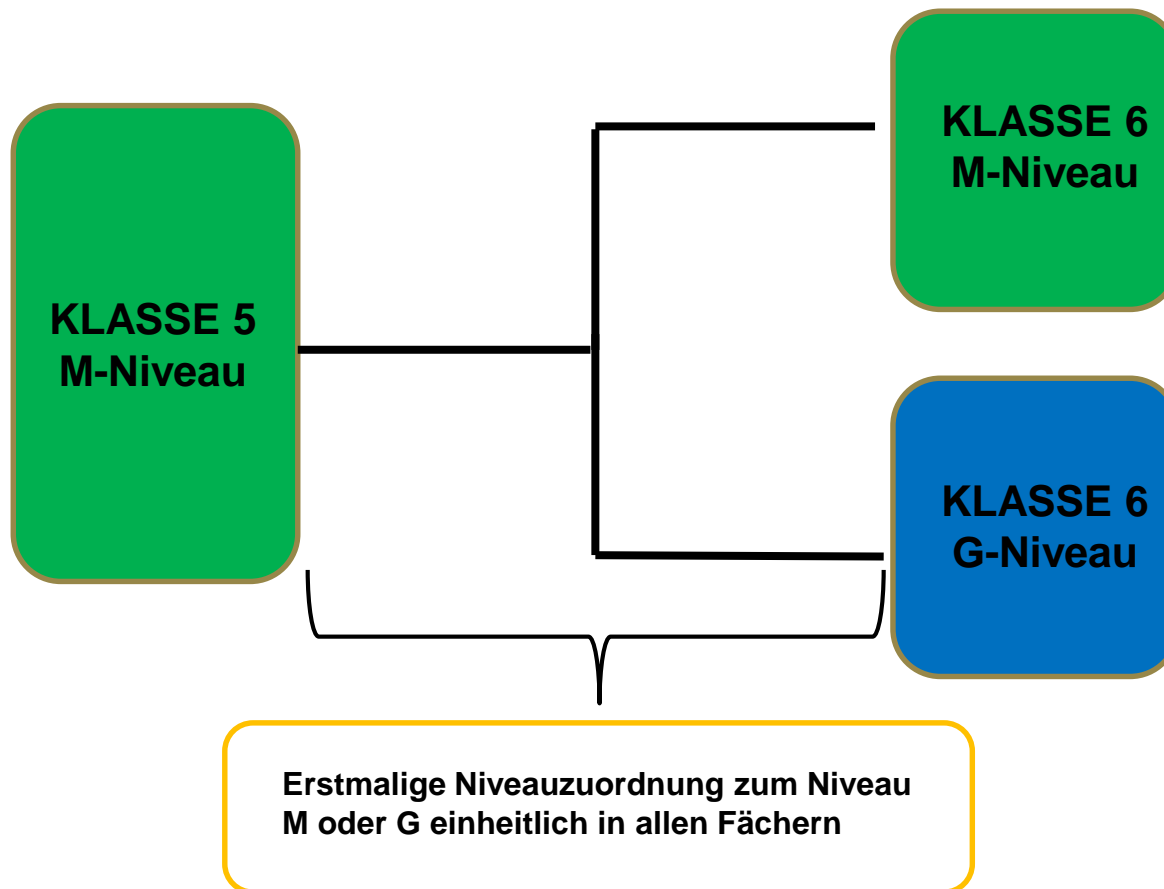 KLASSE 5
M-Niveau
KLASSE 6
M-Niveau
KLASSE 6
G-Niveau
Erstmalige Niveauzuordnung zum Niveau
M oder G einheitlich in allen Fächern